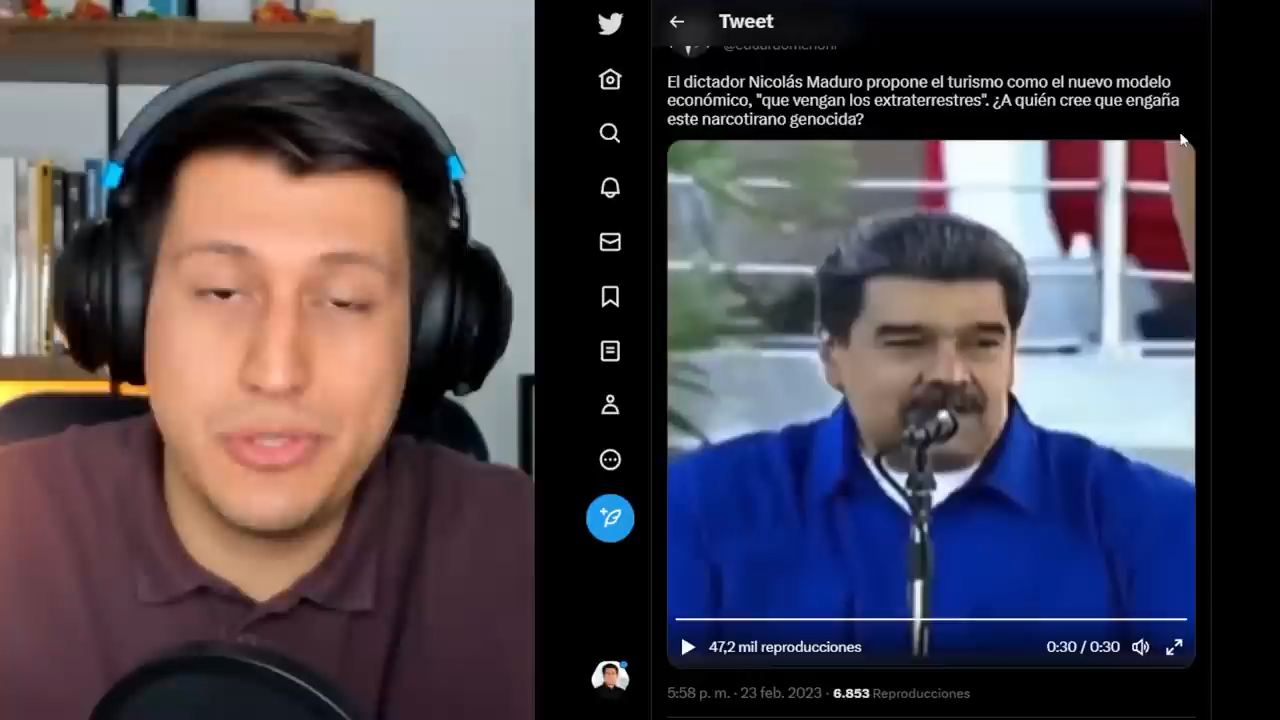 Tweet
El dictador Nicolás Maduro propone el turismo como el nuevo modelo
económico, "que vengan los extraterrestres". ¿A quién cree que engaña
este narcotirano genocida?
47,2 mil reproducciones
0:30 / 0:30
5:58 p. m. · 23 feb. 2023 · 6.853 Reproducciones